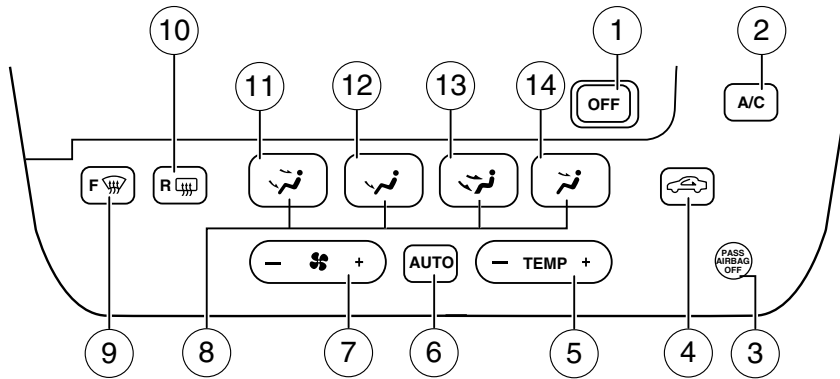 10
1
2
11
12
13
14
OFF
A/C
F
R
PASS
AIRBAG
OFF
− +
AUTO
− TEMP +
9
8
7
6
5
4
3